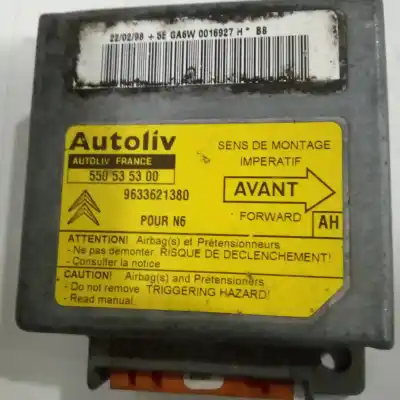 22/02/98 + 5E GA6W 0016927 H * B8
Autoliv
AUTOLIV FRANCE
550 53 53 00
9633621380
POUR N6
SENS DE MONTAGE
IMPERATIF
AVANT
FORWARD
AH
ATTENTION! Airbag(s) et Prétensionneurs
- Ne pas demonter. RISQUE DE DECLENCHEMENT!
- Consulter la notice
CAUTION! Airbag(s) and Pretensioners
- Do not remove TRIGGERING HAZARD!
- Read manual